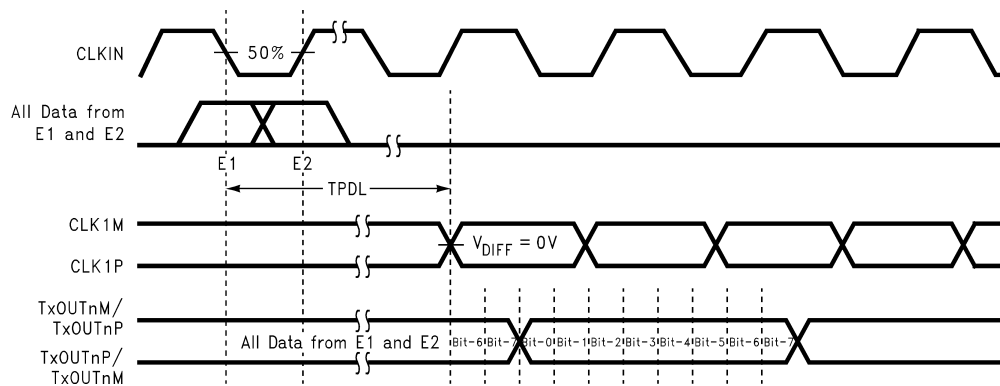 CLKIN
50%
All Data from
E1 and E2
E1
E2
TPDL
CLK1M
V_DIFF = 0V
CLK1P
TxOUTnM/
TxOUTnP
All Data from E1 and E2
Bit-6 Bit-7 Bit-0 Bit-1 Bit-2 Bit-3 Bit-4 Bit-5 Bit-6 Bit-7
TxOUTnP/
TxOUTnM